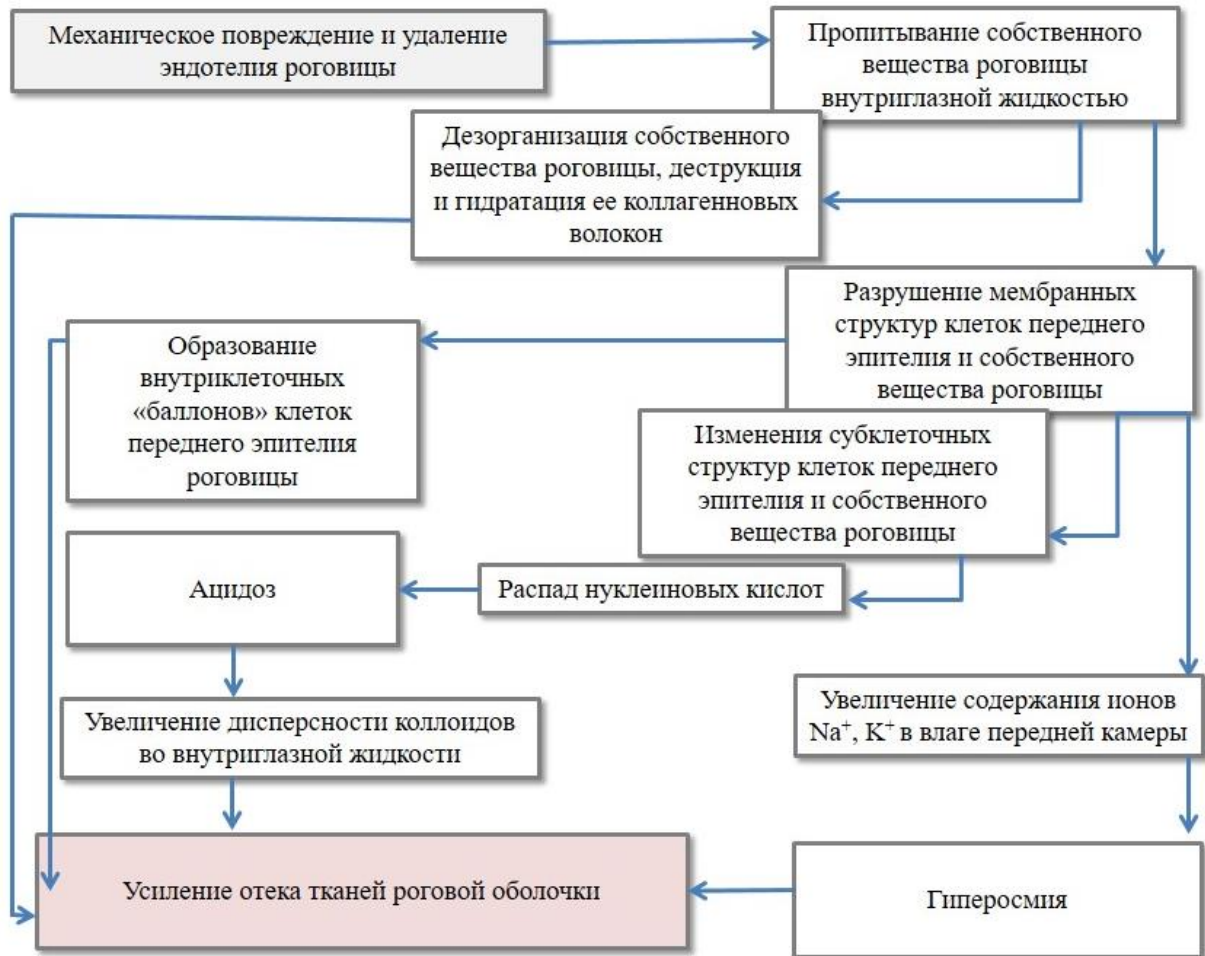 Механическое повреждение и удаление
эндотелия роговицы
Пропитывание собственного
вещества роговицы
внутриглазной жидкостью
Дезорганизация собственного
вещества роговицы, деструкция
и гидратация ее коллагенновых
волокон
Разрушение мембранных
структур клеток переднего
эпителия и собственного
вещества роговицы
Образование
внутриклеточных
«баллонов» клеток
переднего эпителия
роговицы
Изменения субклеточных
структур клеток переднего
эпителия и собственного
вещества роговицы
Ацидоз
Распад нуклеиновых кислот
Увеличение дисперсности коллоидов
во внутриглазной жидкости
Увеличение содержания ионов
Na⁺, K⁺ в влаге передней камеры
Усиление отека тканей роговой оболочки
Гиперосмия